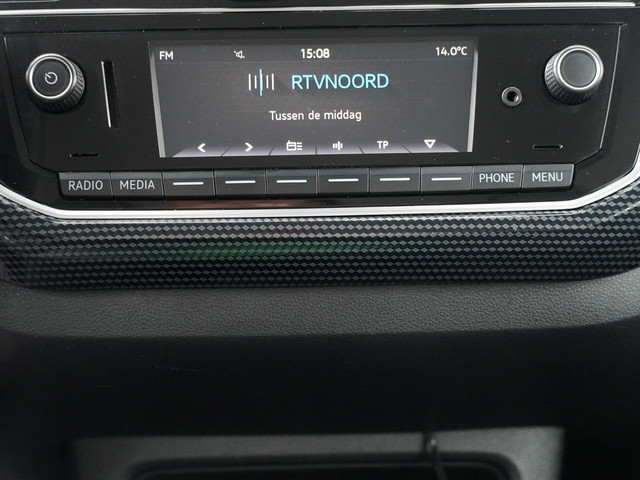 FM 15:08 14.0°C
RTVNOORD
Tussen de middag
TP
RADIO MEDIA PHONE MENU